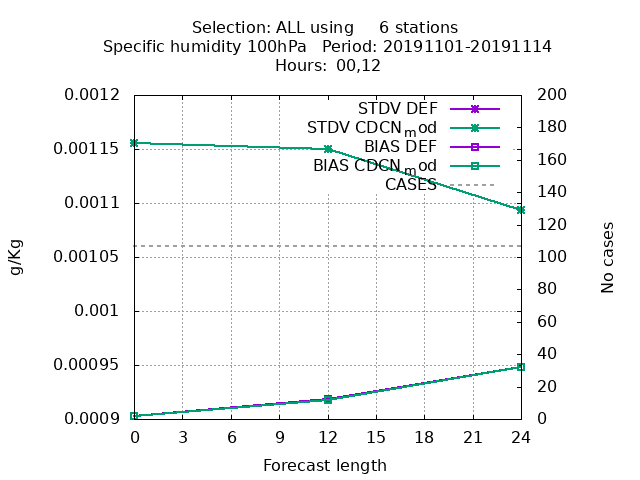 Selection: ALL using     6 stations
Specific humidity 100hPa   Period: 20191101-20191114
Hours: 00,12
0.0012
0.00115
0.0011
0.00105
0.001
0.00095
0.0009
g/Kg
STDV DEF
STDV CDCNmod
BIAS DEF
BIAS CDCNmod
CASES
200
180
160
140
120
100
80
60
40
20
0
No cases
0 3 6 9 12 15 18 21 24
Forecast length